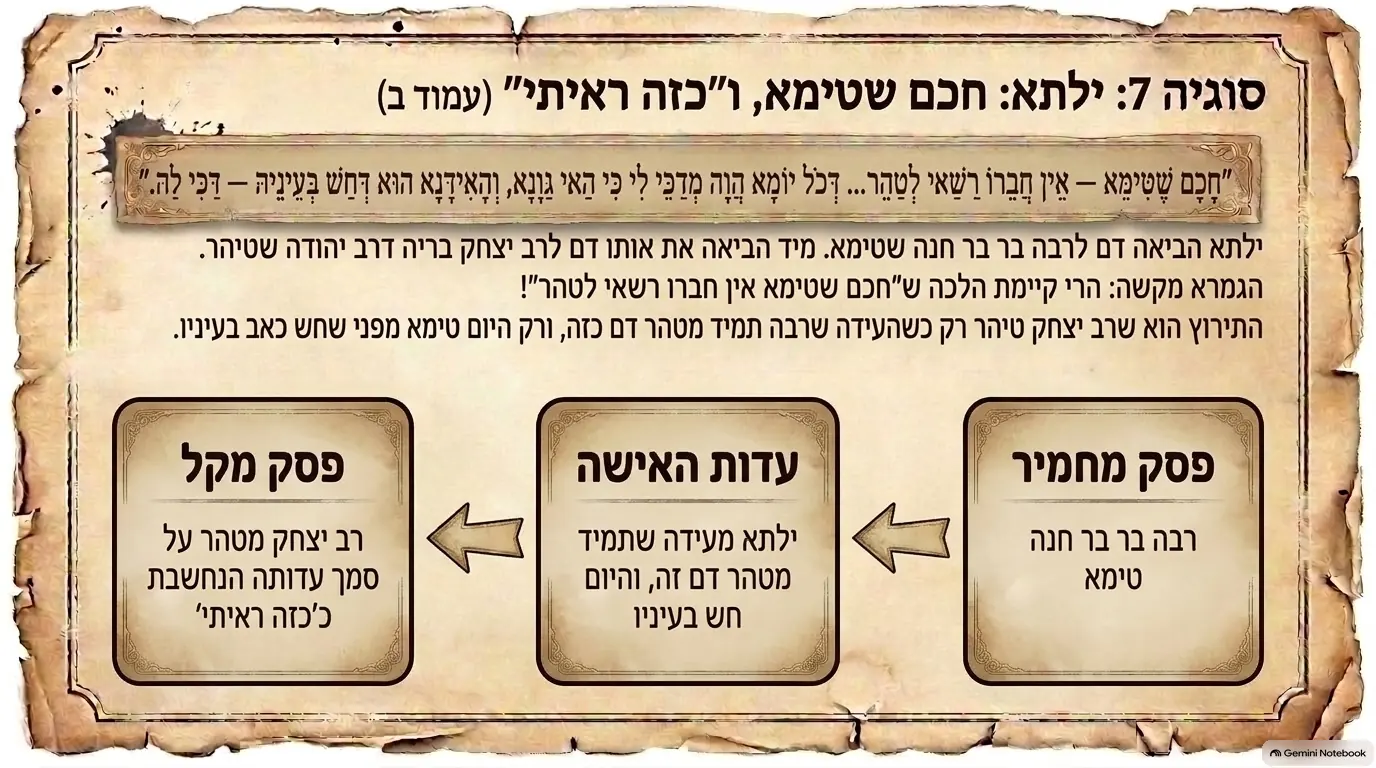 סוגיה 7: ילתא: חכם שטימא, ו"כזה ראיתי" (עמוד ב)
"חָכָם שֶׁטִּימֵּא – אֵין חֲבֵרוֹ רַשַּׁאי לְטַהֵר... דְּכֹל יוֹמָא הֲוָה מְדַכֵּי לִי כִּי הַאי גַּוְנָא, וְהָאִידָּנָא הוּא דְּחַשׁ בְּעֵינֵיהּ – דַּכִּי לַהּ."
ילתא הביאה דם לרבה בר בר חנה שטימא. מיד הביאה את אותו דם לרב יצחק בריה דרב יהודה שטיהר.
הגמרא מקשה: הרי קיימת הלכה ש"חכם שטימא אין חברו רשאי לטהר"!
התירוץ הוא שרב יצחק טיהר רק כשהעידה שרבה תמיד מטהר דם כזה, ורק היום טימא מפני שחש כאב בעיניו.
פסק מחמיר
רבה בר בר חנה
טימא
עדות האישה
ילתא מעידה שתמיד
מטהר דם זה, והיום
חש בעיניו
פסק מקל
רב יצחק מטהר על
סמך עדותה הנחשבת
כ'כזה ראיתי'
Gemini Notebook